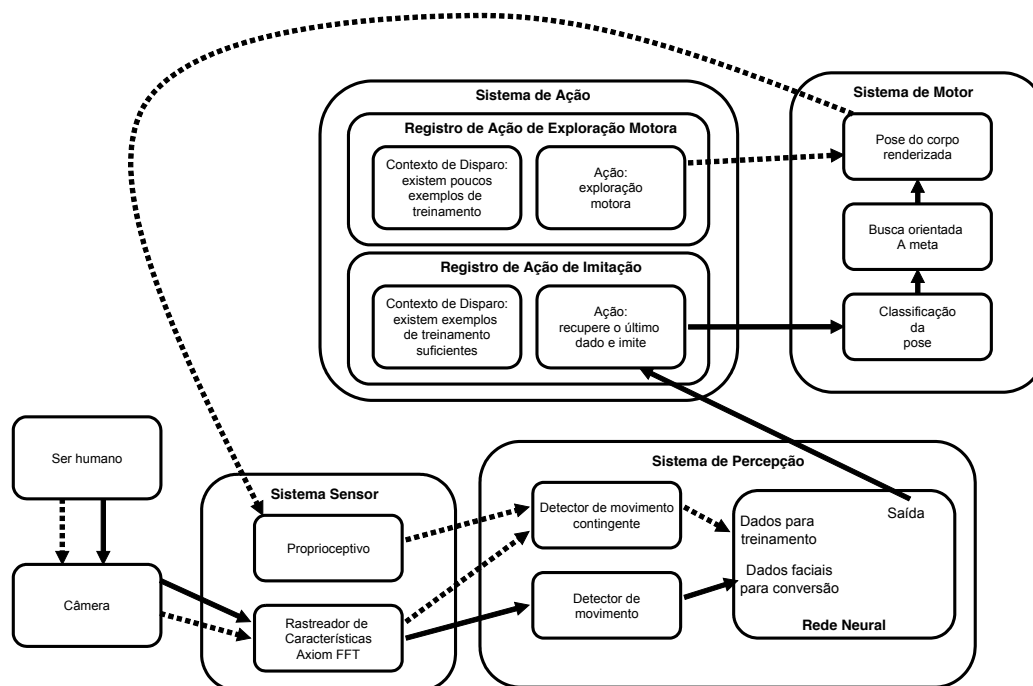 Sistema de Ação
Registro de Ação de Exploração Motora
Contexto de Disparo:
existem poucos
exemplos de
treinamento
Ação:
exploração
motora
Registro de Ação de Imitação
Contexto de Disparo:
existem exemplos
de treinamento
suficientes
Ação:
recupere o último
dado e imite
Sistema de Motor
Pose do corpo
renderizada
Busca orientada
A meta
Classificação
da
pose
Ser humano
Câmera
Sistema Sensor
Proprioceptivo
Rastreador de
Características
Axiom FFT
Sistema de Percepção
Detector de movimento
contingente
Detector de
movimento
Saída
Dados para
treinamento
Dados faciais
para conversão
Rede Neural